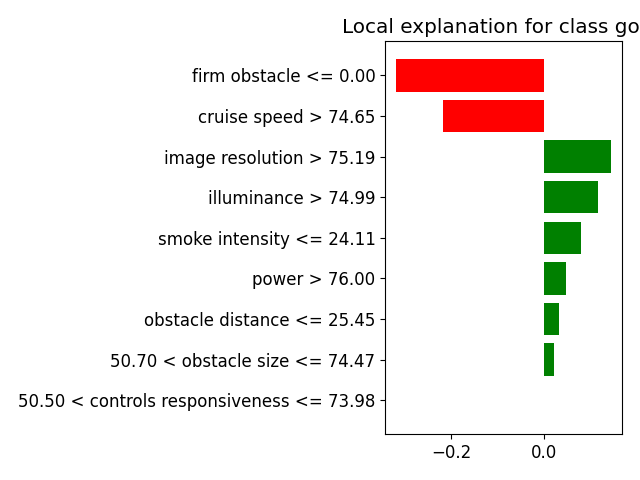 Local explanation for class go
firm obstacle <= 0.00
cruise speed > 74.65
image resolution > 75.19
illuminance > 74.99
smoke intensity <= 24.11
power > 76.00
obstacle distance <= 25.45
50.70 < obstacle size <= 74.47
50.50 < controls responsiveness <= 73.98
−0.2 0.0